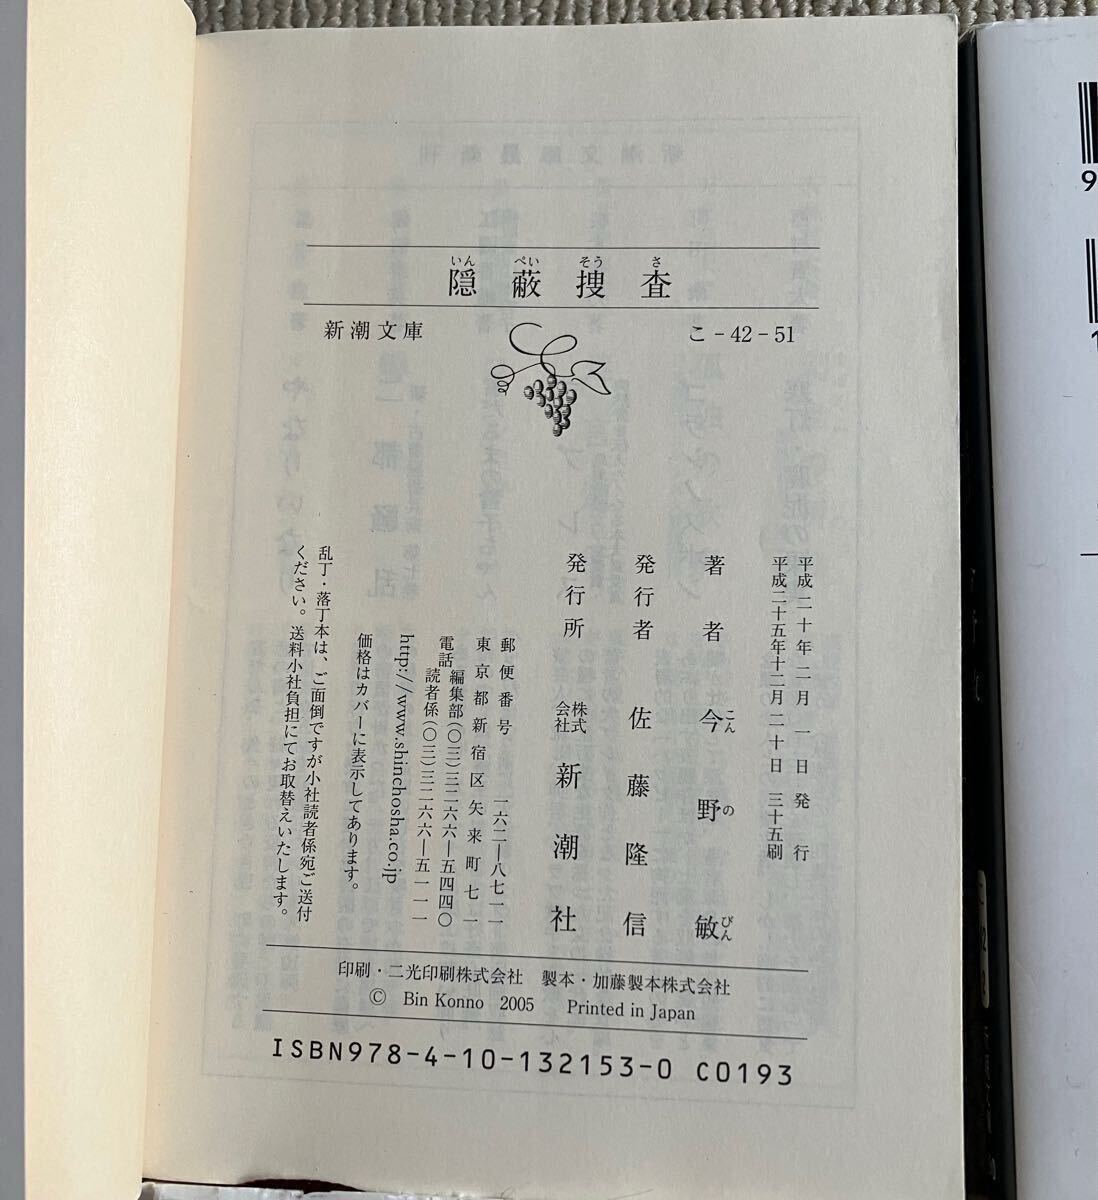 隠蔽捜査
いんぺいそうさ
新潮文庫
こ-42-51
平成二十年二月一日発行
平成二十五年十二月二十日三十五刷
著者 今野敏
こんのびん
発行者 佐藤隆信
発行所 株式会社 新潮社
郵便番号 一六二―八七一一
東京都新宿区矢来町七一
電話 編集部(〇三)三二六六―五四四〇
読者係(〇三)三二六六―五一一一
http://www.shinchosha.co.jp
価格はカバーに表示してあります。
乱丁・落丁本は、ご面倒ですが小社読者係宛ご送付
ください。送料小社負担にてお取替えいたします。
印刷・二光印刷株式会社 製本・加藤製本株式会社
© Bin Konno 2005 Printed in Japan
ISBN978-4-10-132153-0 C0193
9
1